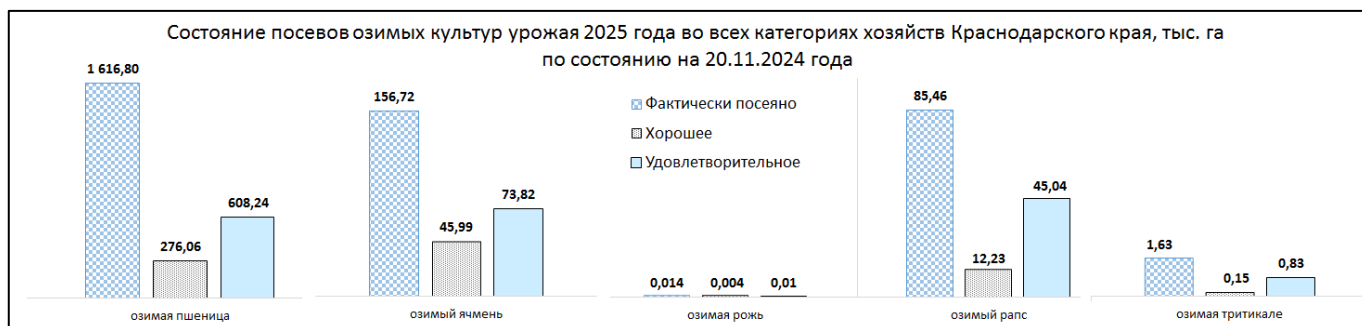 Состояние посевов озимых культур урожая 2025 года во всех категориях хозяйств Краснодарского края, тыс. га
по состоянию на 20.11.2024 года
1 616,80
276,06
608,24
озимая пшеница
156,72
45,99
73,82
озимый ячмень
Фактически посеяно
Хорошее
Удовлетворительное
0,014
0,004
0,01
озимая рожь
85,46
12,23
45,04
озимый рапс
1,63
0,15
0,83
озимая тритикале